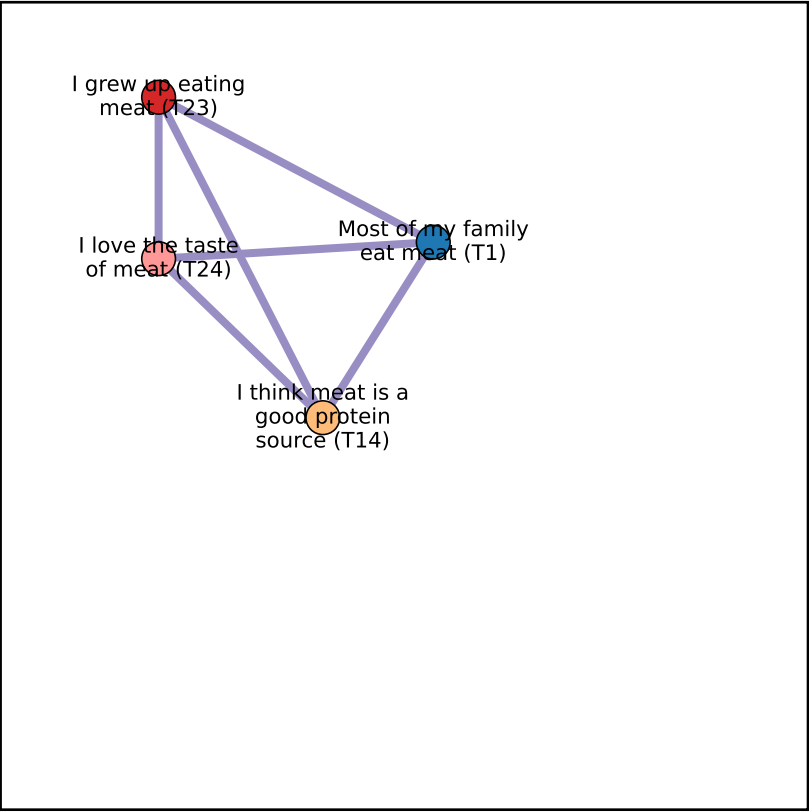 I grew up eating
meat (T23)
Most of my family
eat meat (T1)
I love the taste
of meat (T24)
I think meat is a
good protein
source (T14)